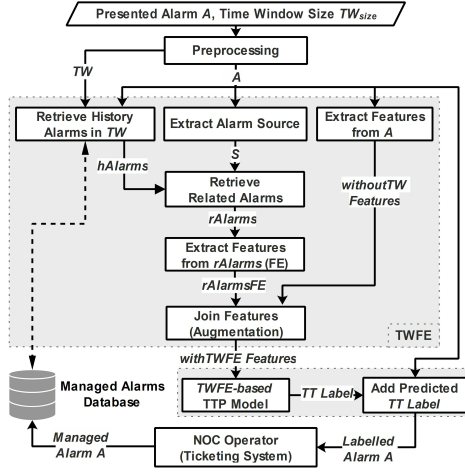 Presented Alarm A, Time Window Size TWsize
Preprocessing
TW
A
Retrieve History
Alarms in TW
Extract Alarm Source
Extract Features
from A
hAlarms
S
withoutTW
Features
Retrieve
Related Alarms
rAlarms
Extract Features
from rAlarms (FE)
rAlarmsFE
Join Features
(Augmentation)
TWFE
withTWFE Features
Managed Alarms
Database
TWFE-based
TTP Model
TT Label
Add Predicted
TT Label
Managed
Alarm A
NOC Operator
(Ticketing System)
Labelled
Alarm A